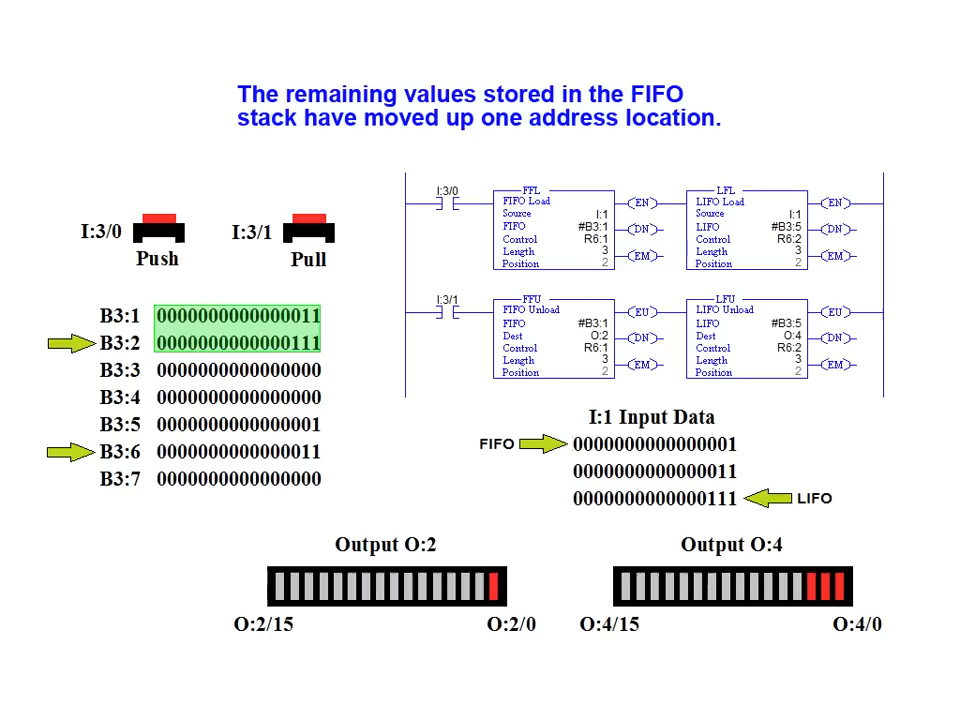 The remaining values stored in the FIFO
stack have moved up one address location.
I:3/0
Push
I:3/1
Pull
B3:1 0000000000000011
B3:2 0000000000000111
B3:3 0000000000000000
B3:4 0000000000000000
B3:5 0000000000000001
B3:6 0000000000000011
B3:7 0000000000000000
I:3/0
FFL
FIFO Load
Source I:1
FIFO #B3:1
Control R6:1
Length 3
Position 2
EN
DN
EM
LFL
LIFO Load
Source I:1
LIFO #B3:5
Control R6:2
Length 3
Position 2
EN
DN
EM
I:3/1
FFU
FIFO Unload
FIFO #B3:1
Dest O:2
Control R6:1
Length 3
Position 2
EU
DN
EM
LFU
LIFO Unload
LIFO #B3:5
Dest O:4
Control R6:2
Length 3
Position 2
EU
DN
EM
I:1 Input Data
FIFO 0000000000000001
0000000000000011
0000000000000111 LIFO
Output O:2
O:2/15 O:2/0
Output O:4
O:4/15 O:4/0